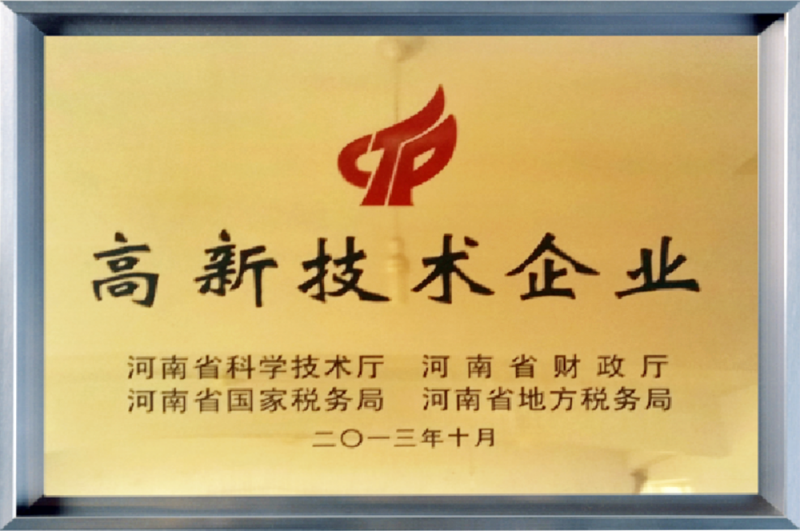 CTP
高新技术企业
河南省科学技术厅 河南省财政厅
河南省国家税务局 河南省地方税务局
二〇一三年十月